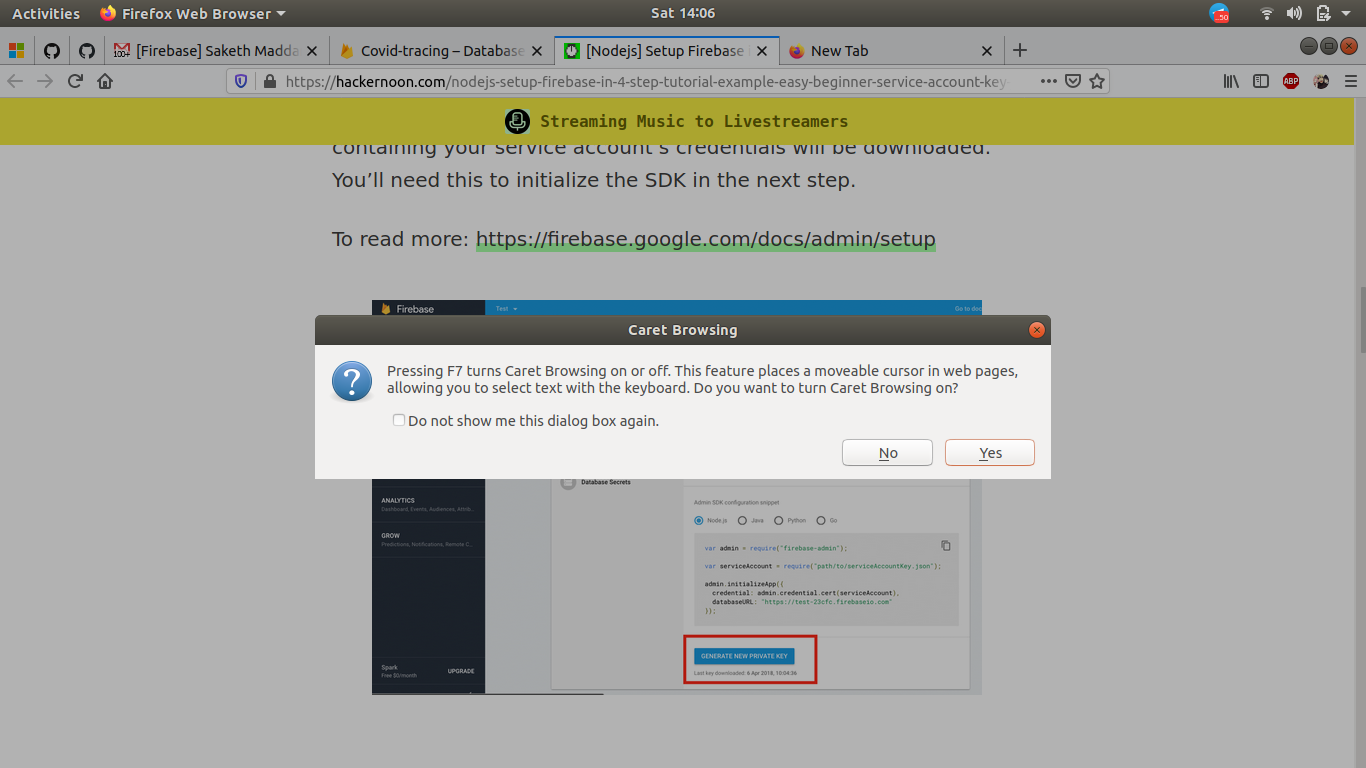 Activities
Firefox Web Browser
Sat 14:06
50
100+
[Firebase] Saketh Madda
Covid-tracing – Database
[Nodejs] Setup Firebase
New Tab
https://hackernoon.com/nodejs-setup-firebase-in-4-step-tutorial-example-easy-beginner-service-account-key-
ABP
Streaming Music to Livestreamers
containing your service account's credentials will be downloaded.
You'll need this to initialize the SDK in the next step.
To read more: https://firebase.google.com/docs/admin/setup
Firebase
Test
Go to doc
Caret Browsing
Pressing F7 turns Caret Browsing on or off. This feature places a moveable cursor in web pages,
allowing you to select text with the keyboard. Do you want to turn Caret Browsing on?
Do not show me this dialog box again.
No
Yes
Database Secrets
ANALYTICS
Dashboard, Events, Audiences, Attrib...
GROW
Predictions, Notifications, Remote C...
Admin SDK configuration snippet
Node.js
Java
Python
Go
var admin = require("firebase-admin");
var serviceAccount = require("path/to/serviceAccountKey.json");
admin.initializeApp({
credential: admin.credential.cert(serviceAccount),
databaseURL: "https://test-23cfc.firebaseio.com"
});
GENERATE NEW PRIVATE KEY
Last key downloaded: 6 Apr 2018, 10:04:36
Spark
Free $0/month
UPGRADE